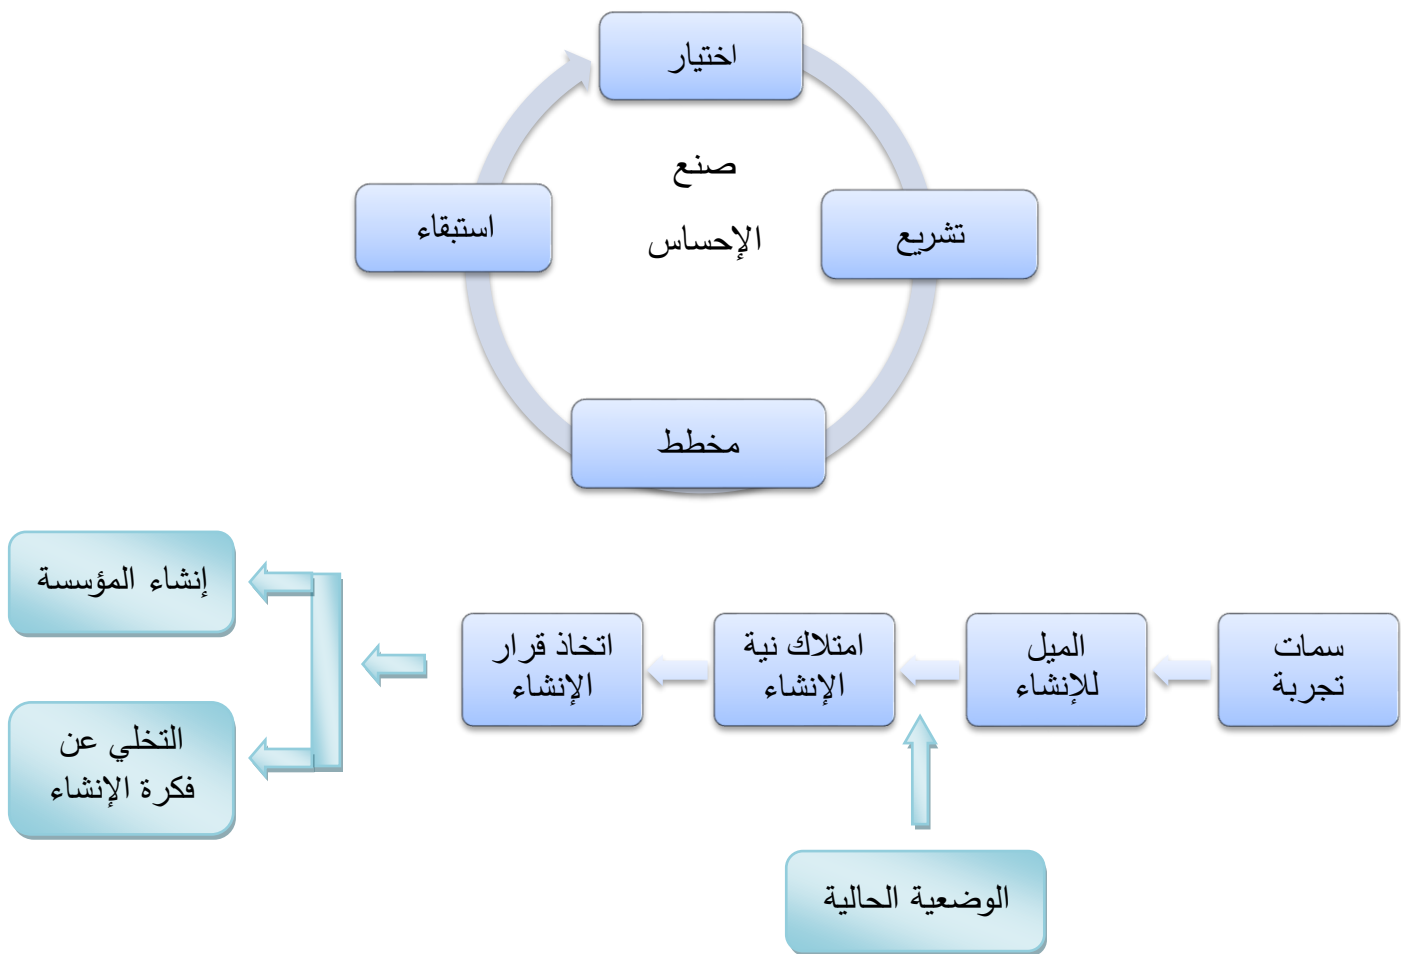 اختيار
صنع
الإحساس
تشريع
استبقاء
مخطط
سمات
تجربة
الميل
للإنشاء
امتلاك نية
الإنشاء
اتخاذ قرار
الإنشاء
إنشاء المؤسسة
التخلي عن
فكرة الإنشاء
الوضعية الحالية